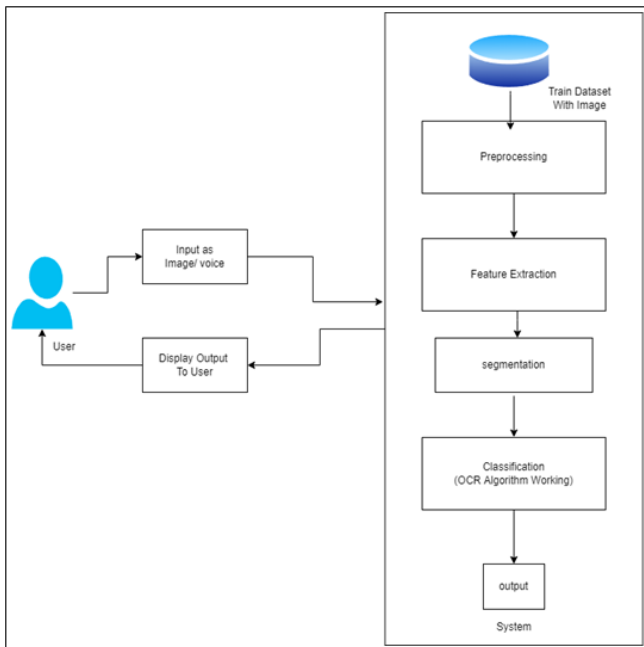 Train Dataset
With Image
Preprocessing
Input as
Image/ voice
Feature Extraction
User
Display Output
To User
segmentation
Classification
(OCR Algorithm Working)
output
System